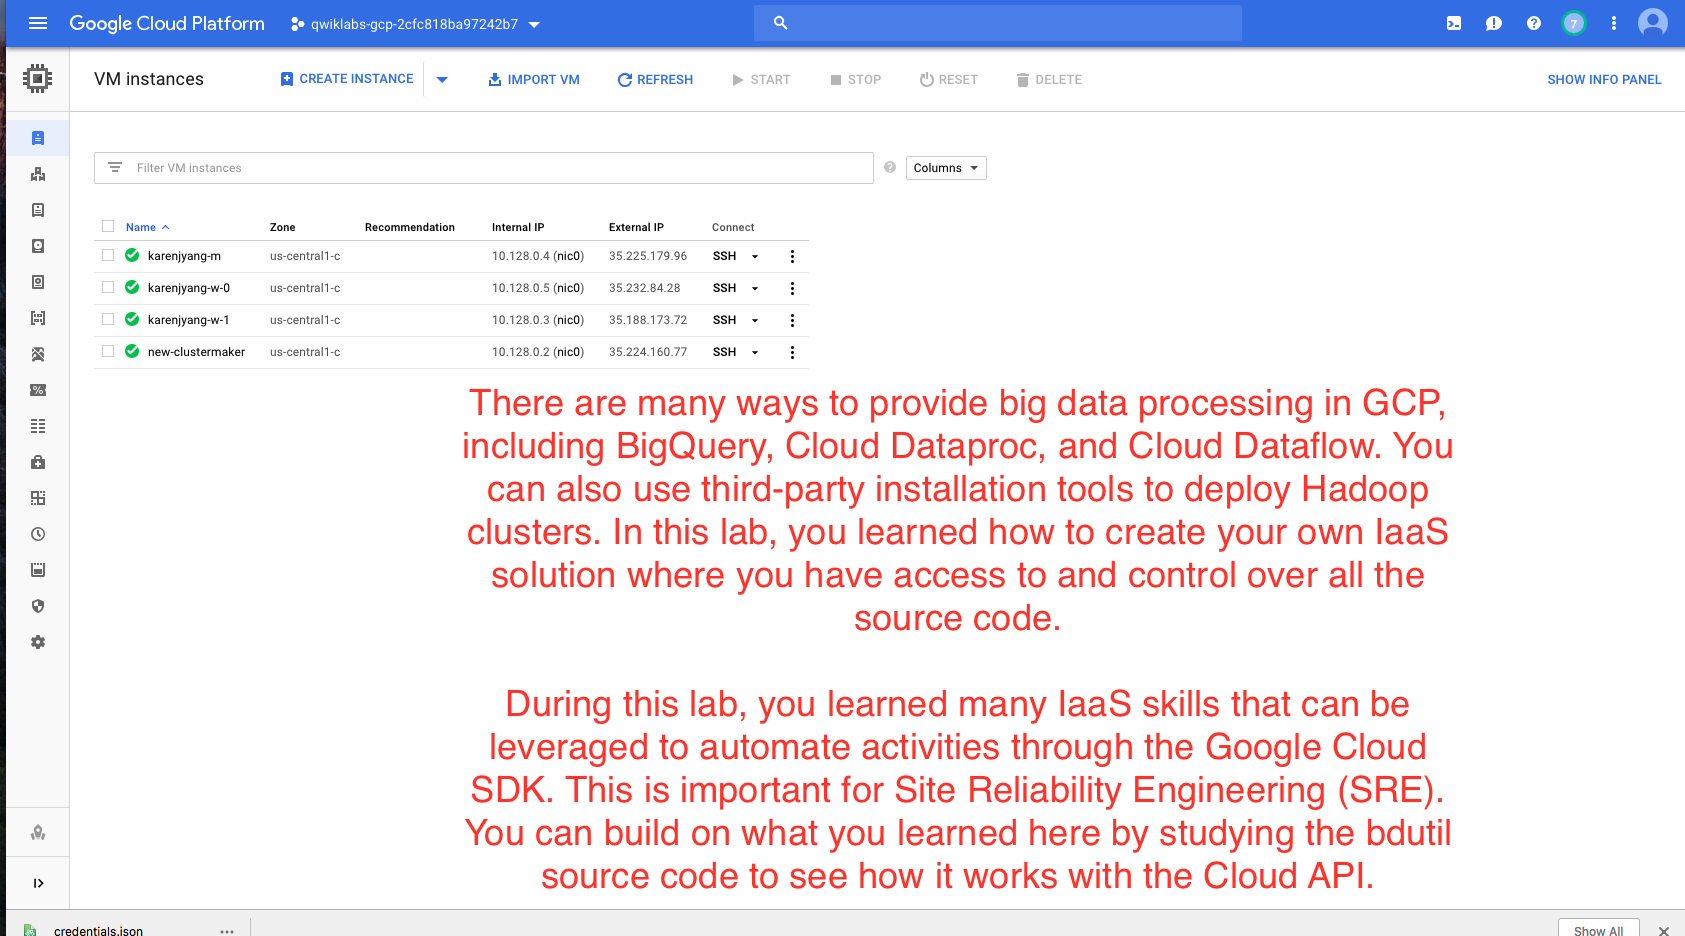 Google Cloud Platform
qwiklabs-gcp-2cfc818ba97242b7
7
VM instances
CREATE INSTANCE
IMPORT VM
REFRESH
START
STOP
RESET
DELETE
SHOW INFO PANEL
Filter VM instances
Columns
Name Zone Recommendation Internal IP External IP Connect
karenjyang-m us-central1-c 10.128.0.4 (nic0) 35.225.179.96 SSH
karenjyang-w-0 us-central1-c 10.128.0.5 (nic0) 35.232.84.28 SSH
karenjyang-w-1 us-central1-c 10.128.0.3 (nic0) 35.188.173.72 SSH
new-clustermaker us-central1-c 10.128.0.2 (nic0) 35.224.160.77 SSH
There are many ways to provide big data processing in GCP,
including BigQuery, Cloud Dataproc, and Cloud Dataflow. You
can also use third-party installation tools to deploy Hadoop
clusters. In this lab, you learned how to create your own IaaS
solution where you have access to and control over all the
source code.
During this lab, you learned many IaaS skills that can be
leveraged to automate activities through the Google Cloud
SDK. This is important for Site Reliability Engineering (SRE).
You can build on what you learned here by studying the bdutil
source code to see how it works with the Cloud API.
credentials.json
Show All